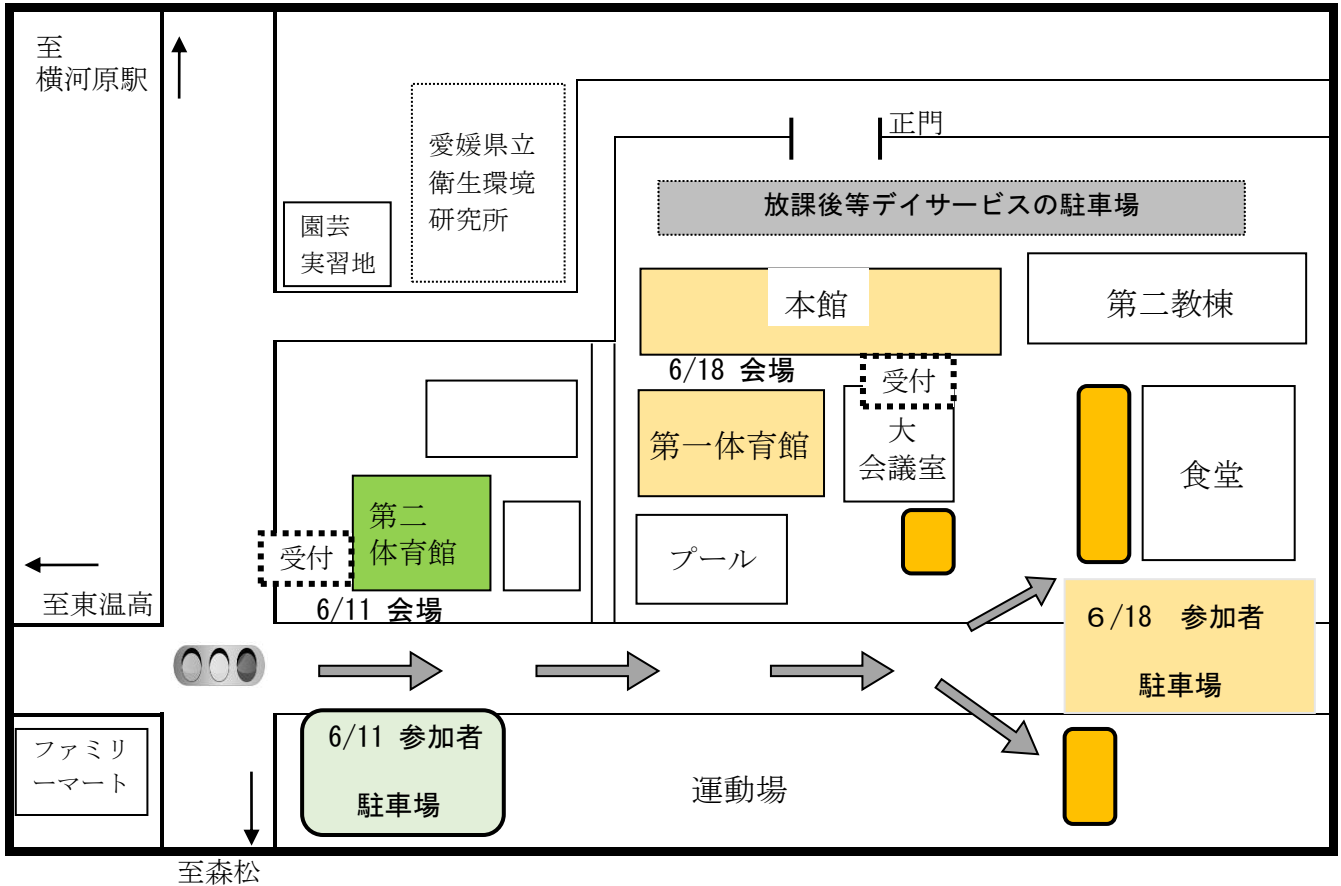 至
横河原駅
正門
愛媛県立
衛生環境
研究所
放課後等デイサービスの駐車場
園芸
実習地
本館
第二教棟
6/18 会場
受付
第一体育館
大
会議室
食堂
第二
体育館
受付
プール
6/11 会場
至東温高
6/18 参加者
駐車場
6/11 参加者
駐車場
ファミリ
ーマート
運動場
至森松